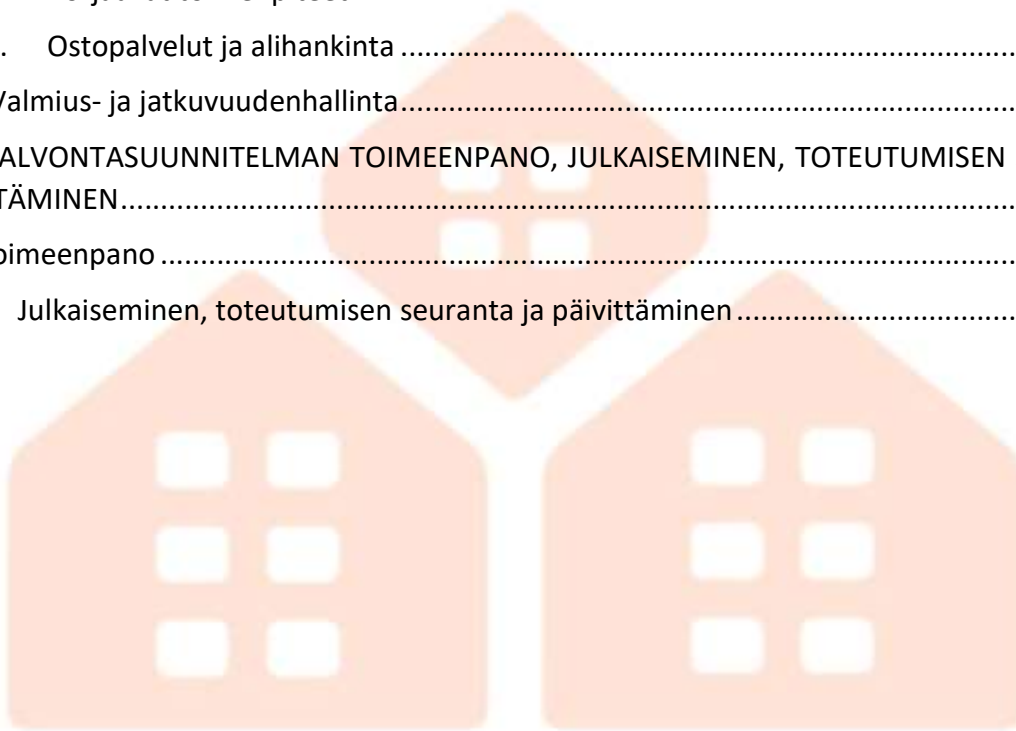 . Ostopalvelut ja alihankinta ..........................................................................................
Valmius- ja jatkuvuudenhallinta..........................................................................................
ALVONTASUUNNITELMAN TOIMEENPANO, JULKAISEMINEN, TOTEUTUMISEN
TÄMINEN..........................................................................................
oimeenpano ..........................................................................................
Julkaiseminen, toteutumisen seuranta ja päivittäminen ...................................